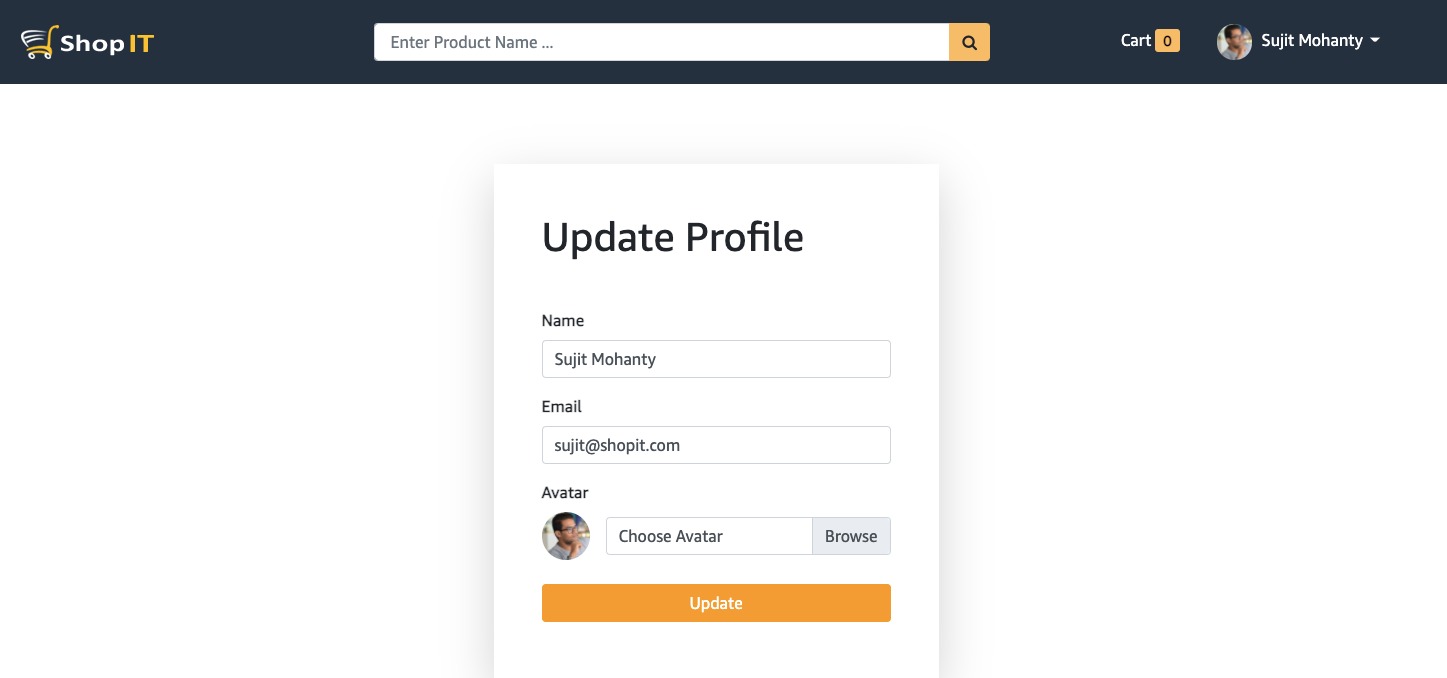 Shop IT
Enter Product Name ...
Cart 0
Sujit Mohanty
Update Profile
Name
Sujit Mohanty
Email
sujit@shopit.com
Avatar
Choose Avatar Browse
Update